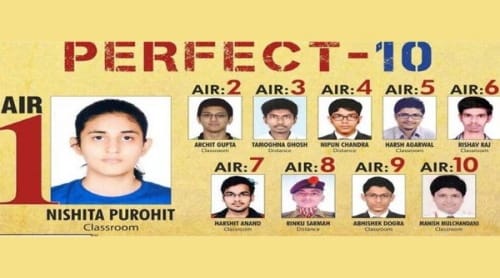 PERFECT-10
AIR
1
NISHITA PUROHIT
Classroom
AIR:2
ARCHIT GUPTA
Classroom
AIR:3
TAMOGHNA GHOSH
Distance
AIR:4
NIPUN CHANDRA
Distance
AIR:5
HARSH AGARWAL
Classroom
AIR:6
RISHAV RAJ
Classroom
AIR:7
HARSHIT ANAND
Classroom
AIR:8
RINKU SARMAH
Distance
AIR:9
ABHISHEK DOGRA
Classroom
AIR:10
MANISH MULCHANDANI
Classroom